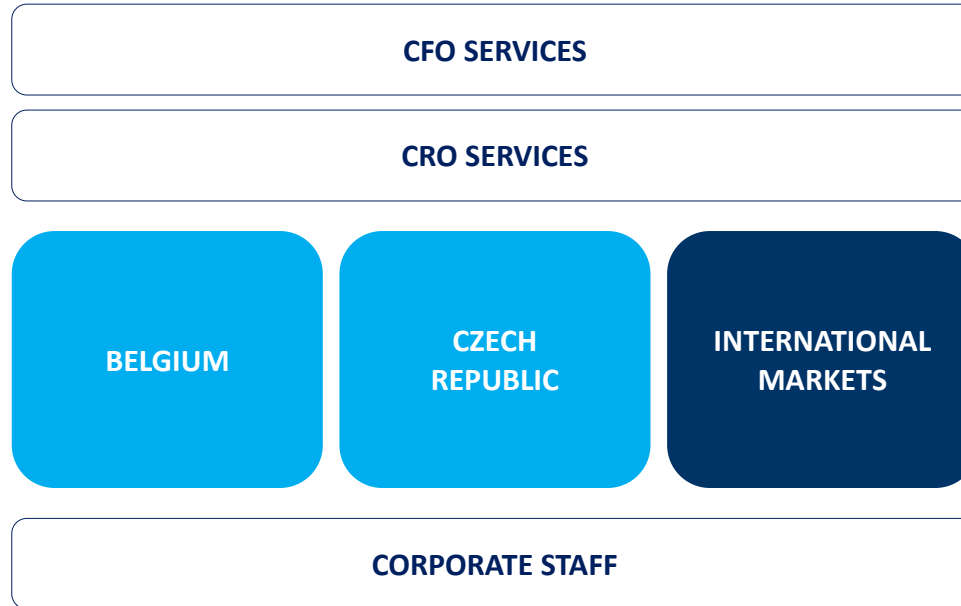 CFO SERVICES
CRO SERVICES
BELGIUM
CZECH
REPUBLIC
INTERNATIONAL
MARKETS
CORPORATE STAFF